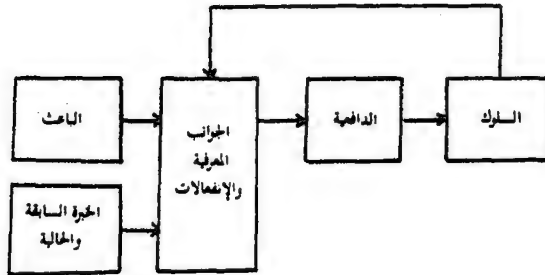 الباعث
الخبرة السابقة
والحالية
الجوانب
المعرفية
والإنفعالات
الدافعية
السلوك